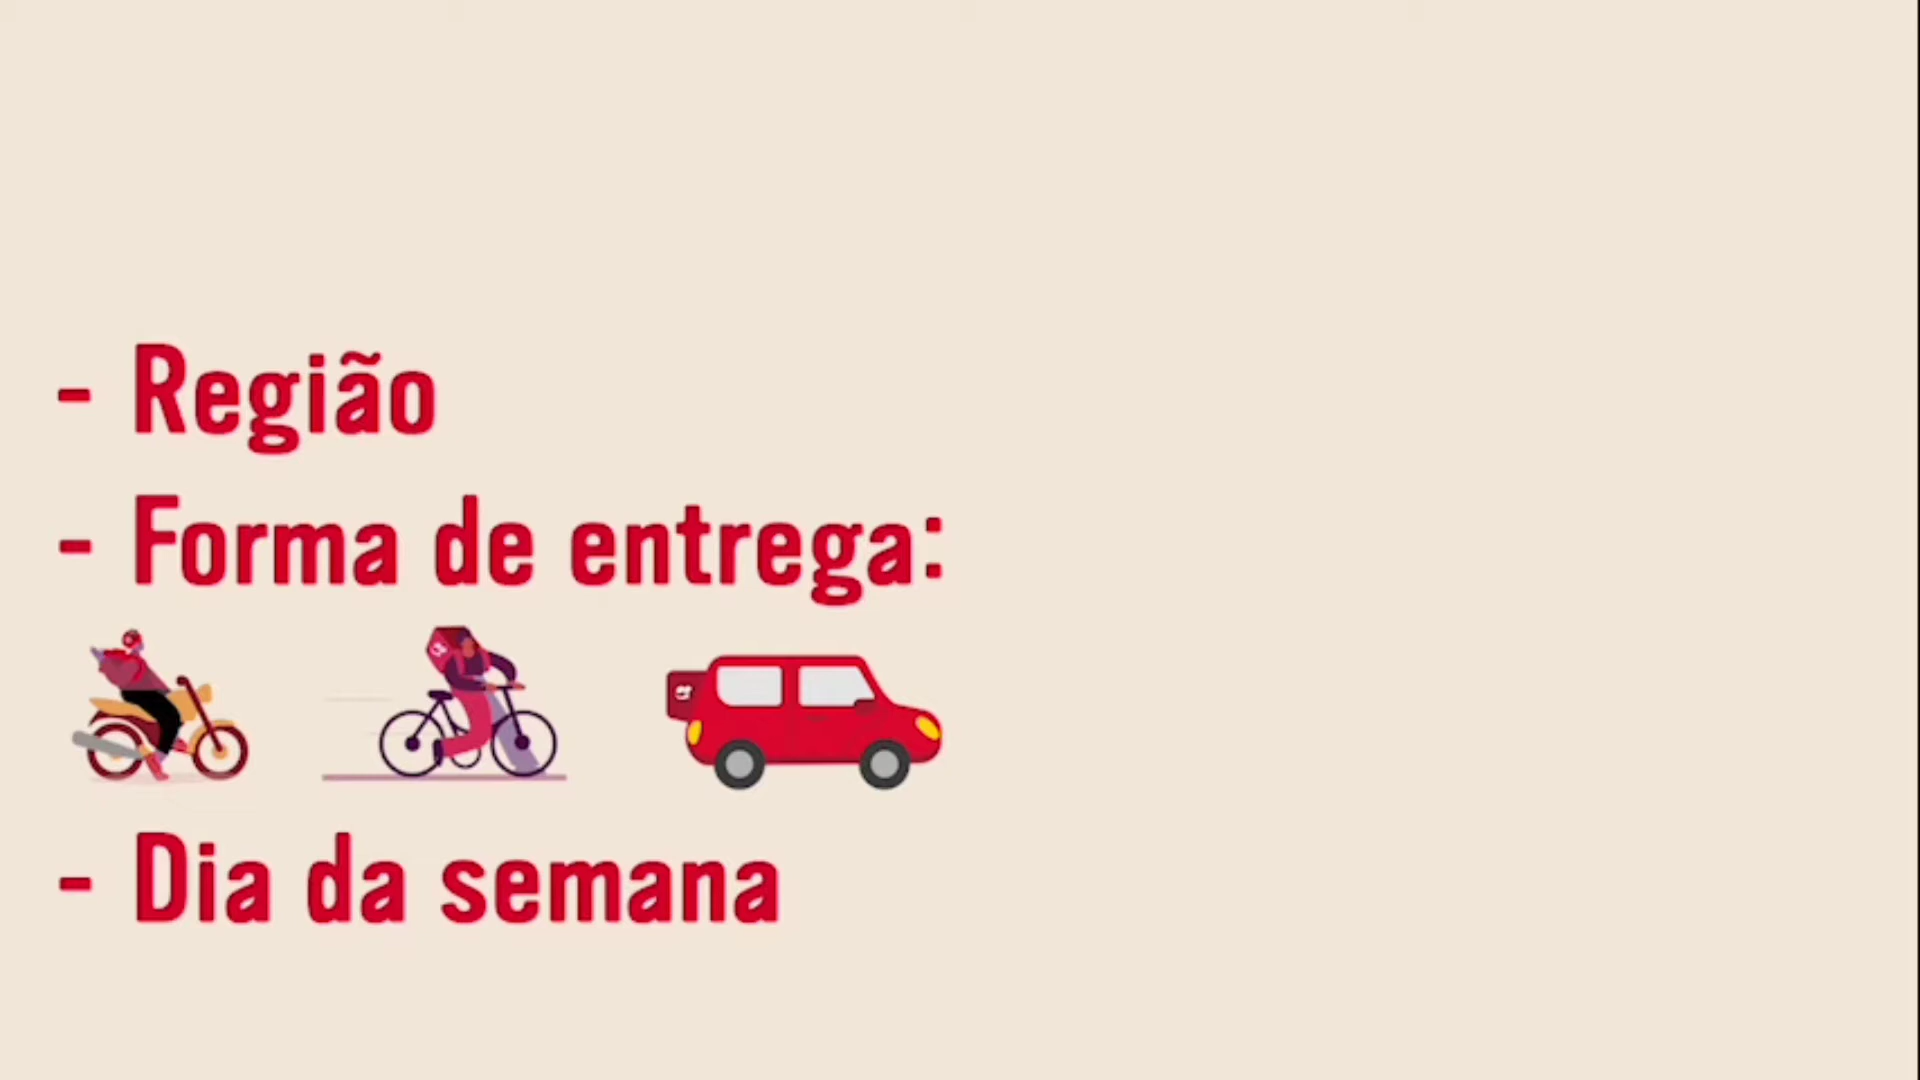 - Região
- Forma de entrega:
- Dia da semana